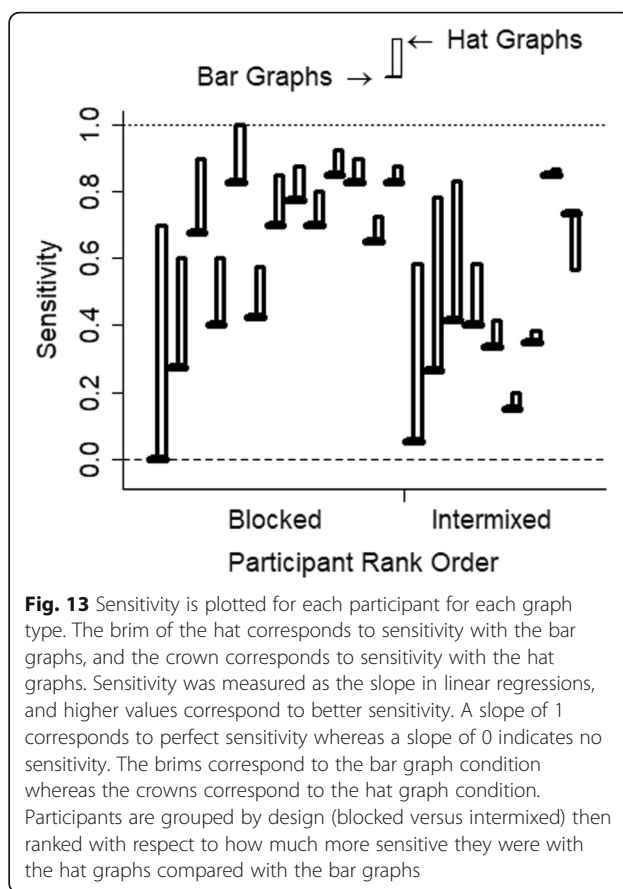 ← Hat Graphs
Bar Graphs →
1.0
0.8
0.6
0.4
0.2
0.0
Sensitivity
Blocked Intermixed
Participant Rank Order
Fig. 13 Sensitivity is plotted for each participant for each graph
type. The brim of the hat corresponds to sensitivity with the bar
graphs, and the crown corresponds to sensitivity with the hat
graphs. Sensitivity was measured as the slope in linear regressions,
and higher values correspond to better sensitivity. A slope of 1
corresponds to perfect sensitivity whereas a slope of 0 indicates no
sensitivity. The brims correspond to the bar graph condition
whereas the crowns correspond to the hat graph condition.
Participants are grouped by design (blocked versus intermixed) then
ranked with respect to how much more sensitive they were with
the hat graphs compared with the bar graphs